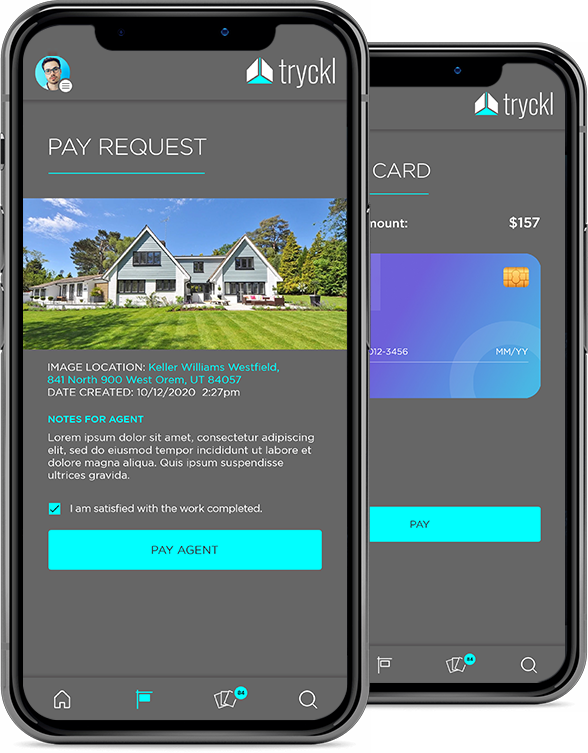 tryckl
PAY REQUEST
IMAGE LOCATION: Keller Williams Westfield,
841 North 900 West Orem, UT 84057
DATE CREATED: 10/12/2020 2:27pm
NOTES FOR AGENT
Lorem ipsum dolor sit amet, consectetur adipiscing
elit, sed do eiusmod tempor incididunt ut labore et
dolore magna aliqua. Quis ipsum suspendisse
ultrices gravida.
I am satisfied with the work completed.
PAY AGENT
84
tryckl
CARD
mount: $157
012-3456 MM/YY
PAY
84